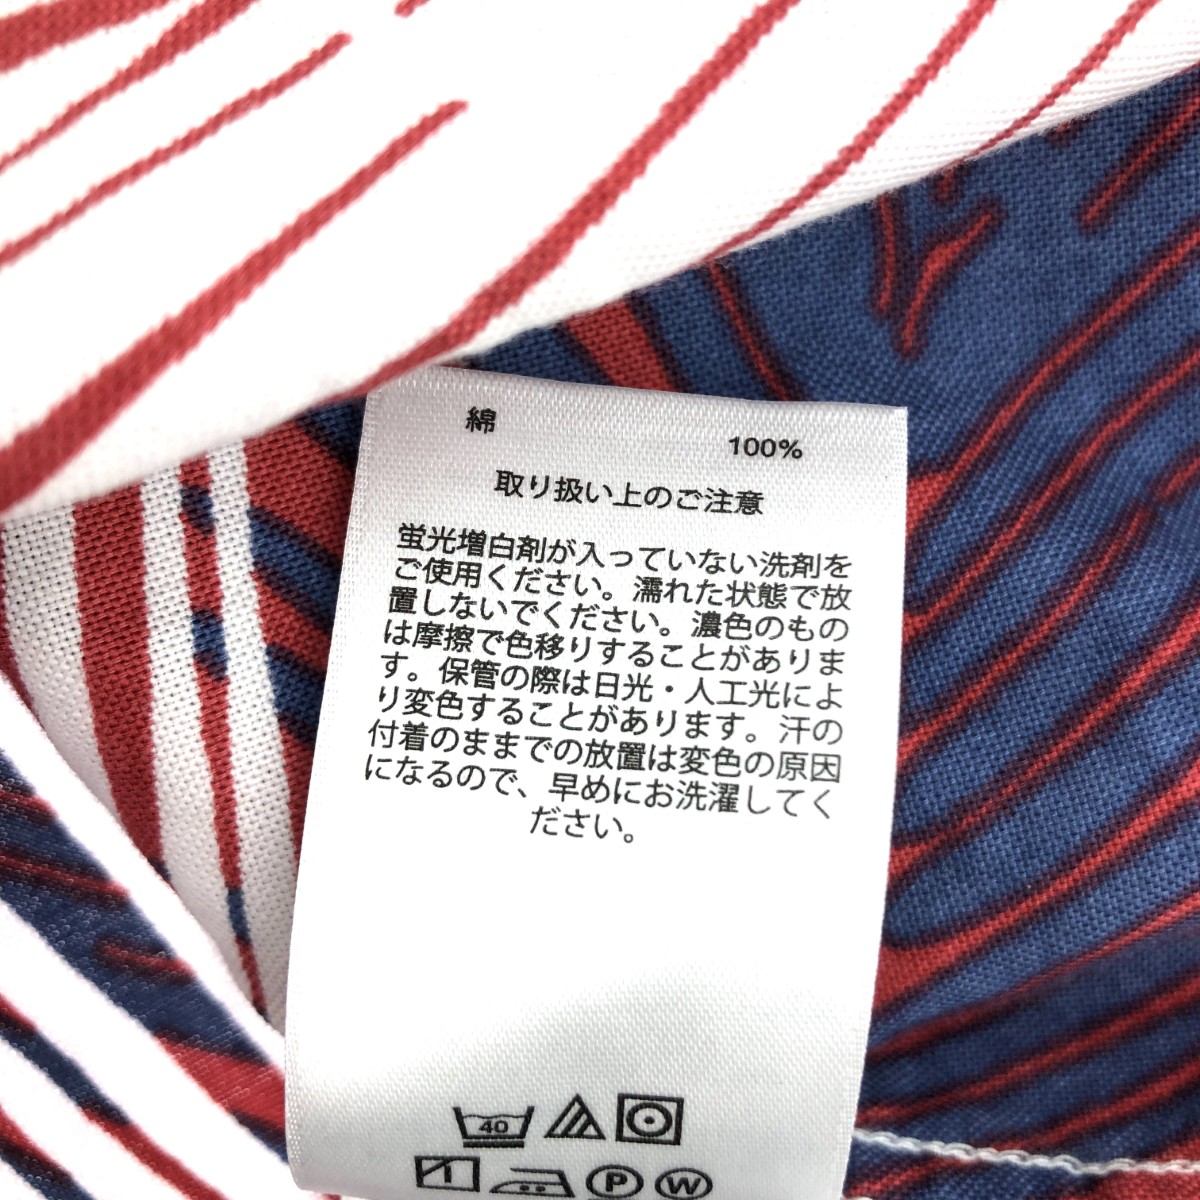 綿
100%
取り扱い上のご注意
蛍光増白剤が入っていない洗剤を
ご使用ください。濡れた状態で放
置しないでください。濃色のもの
は摩擦で色移りすることがありま
す。保管の際は日光・人工光によ
り変色することがあります。汗の
付着のままでの放置は変色の原因
になるので、早めにお洗濯してく
ださい。
40
P W